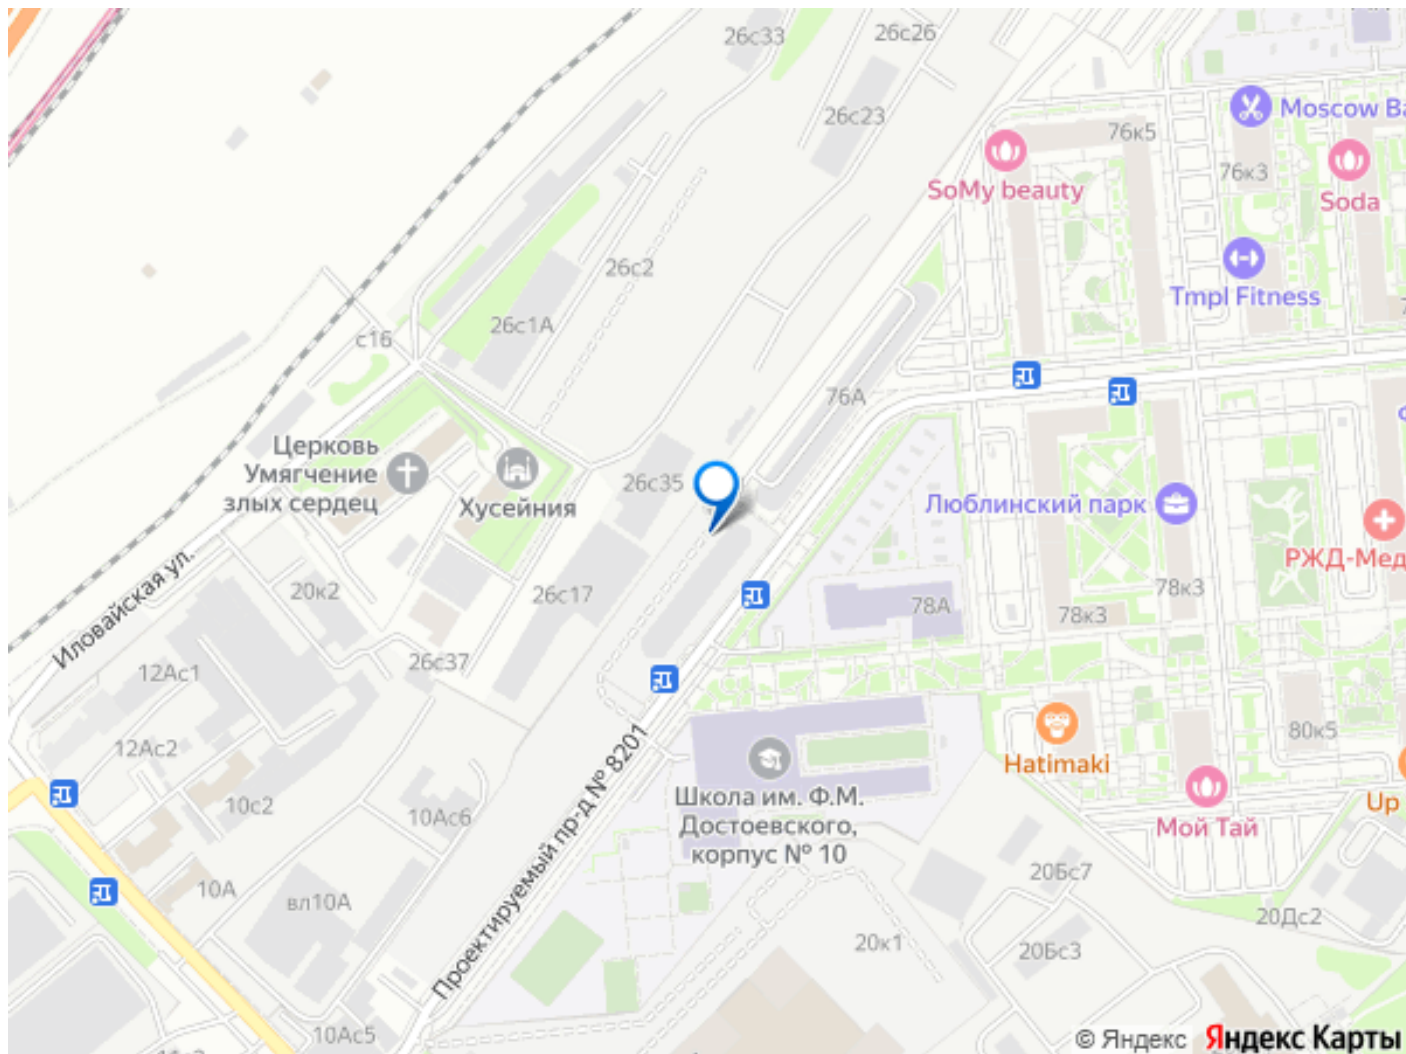 26с33
26с26
26с23
76к5
Moscow Ba
76к3
SoMy beauty
Soda
26с2
Tmpl Fitness
26с1А
с16
76А
Церковь
Умягчение
злых сердец
Хусейния
26с35
Люблинский парк
РЖД-Мед
Иловайская ул.
20к2
26с17
78А
78к3
78к3
26с37
12Ас1
12Ас2
10с2
10Ас6
Проектируемый пр-д № 8201
Hatimaki
80к5
Up
Мой Тай
Школа им. Ф.М.
Достоевского,
корпус № 10
10А
вл10А
20Бс7
20Дс2
20к1
20Бс3
10Ас5
© Яндекс Яндекс Карты